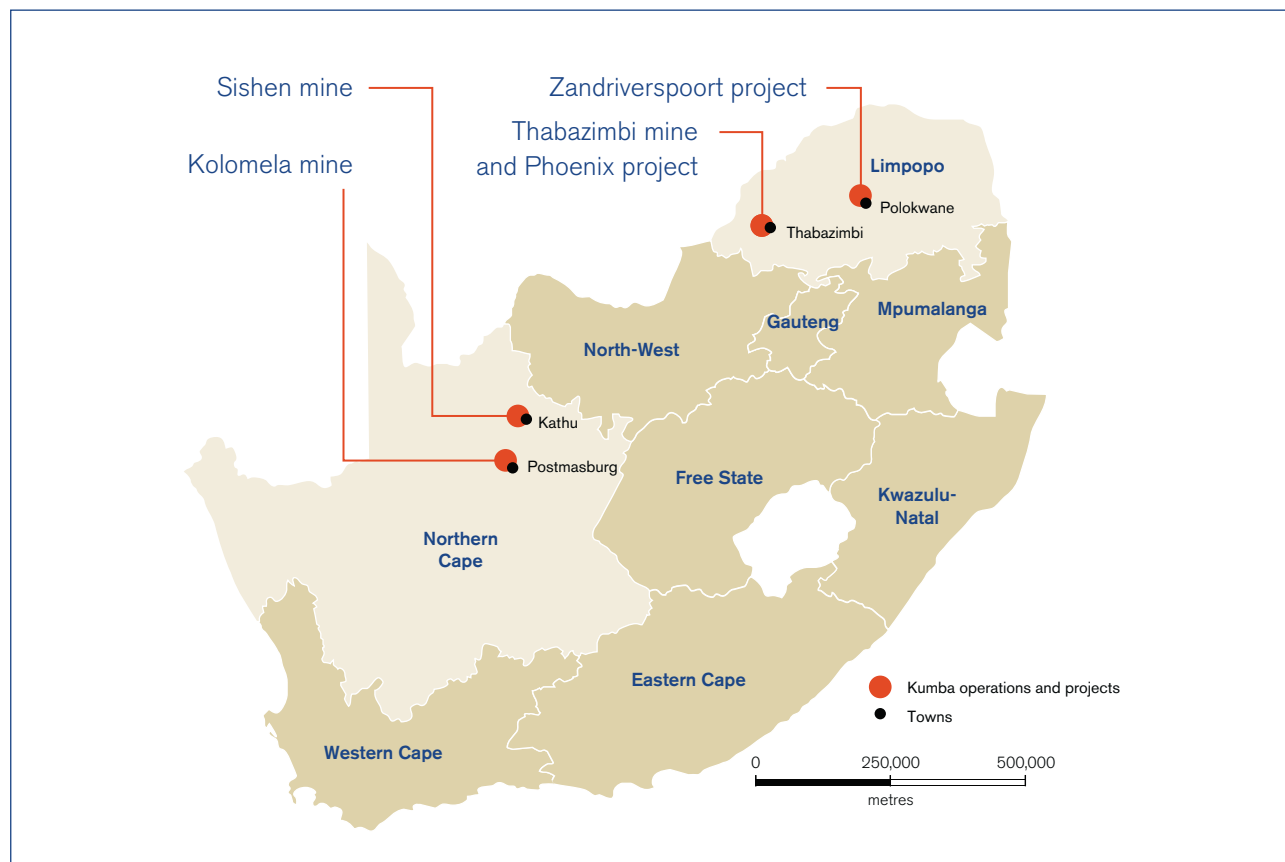 Sishen mine
Kolomela mine
Zandriverspoort project
Thabazimbi mine
and Phoenix project
Limpopo
Polokwane
Thabazimbi
Mpumalanga
Gauteng
North-West
Kathu
Postmasburg
Free State
Kwazulu-
Natal
Northern
Cape
Eastern Cape
Western Cape
Kumba operations and projects
Towns
0 250,000 500,000
metres